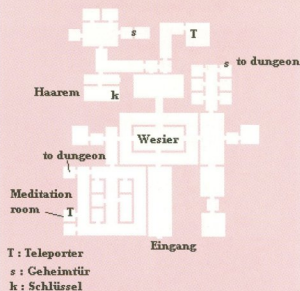 s
T
s to dungeon
Haarem
k
Wesier
to dungeon
Meditation
room
T
Eingang
T : Teleporter
s : Geheimtür
k : Schlüssel